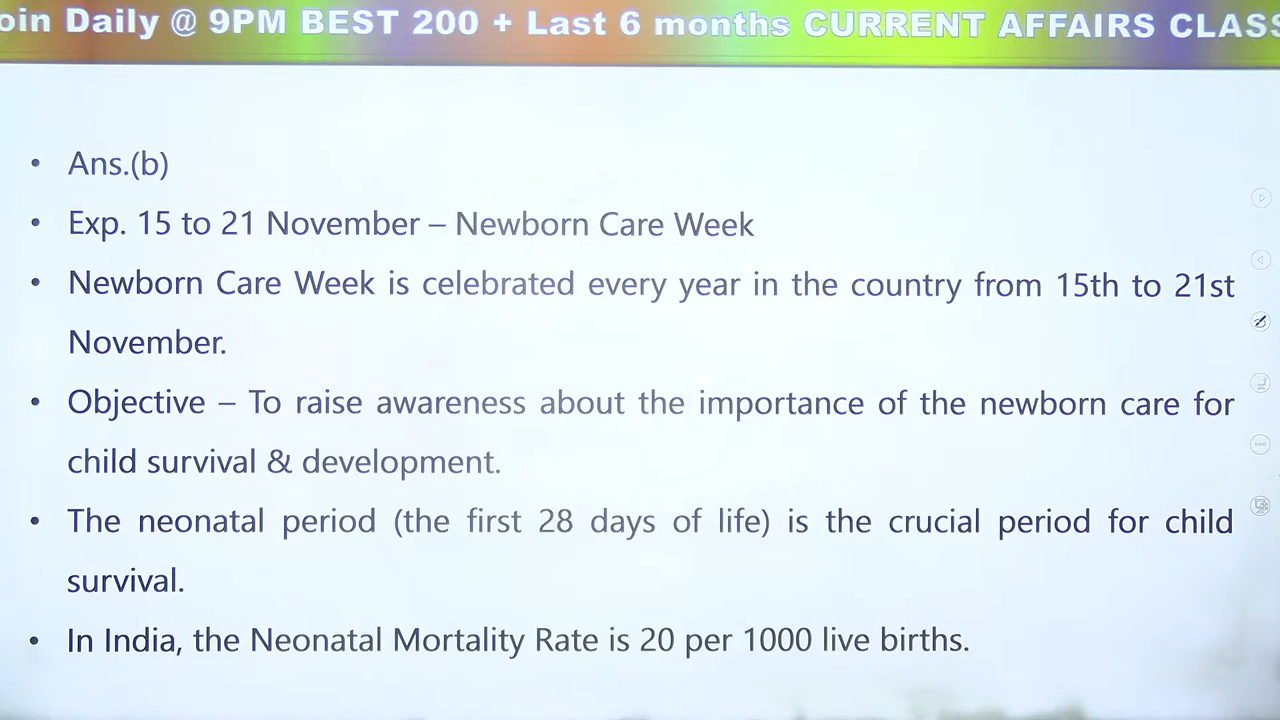 oin Daily @ 9PM BEST 200 + Last 6 months CURRENT AFFAIRS CLASS
• Ans.(b)
• Exp. 15 to 21 November – Newborn Care Week
• Newborn Care Week is celebrated every year in the country from 15th to 21st
November.
• Objective – To raise awareness about the importance of the newborn care for
child survival & development.
• The neonatal period (the first 28 days of life) is the crucial period for child
survival.
• In India, the Neonatal Mortality Rate is 20 per 1000 live births.